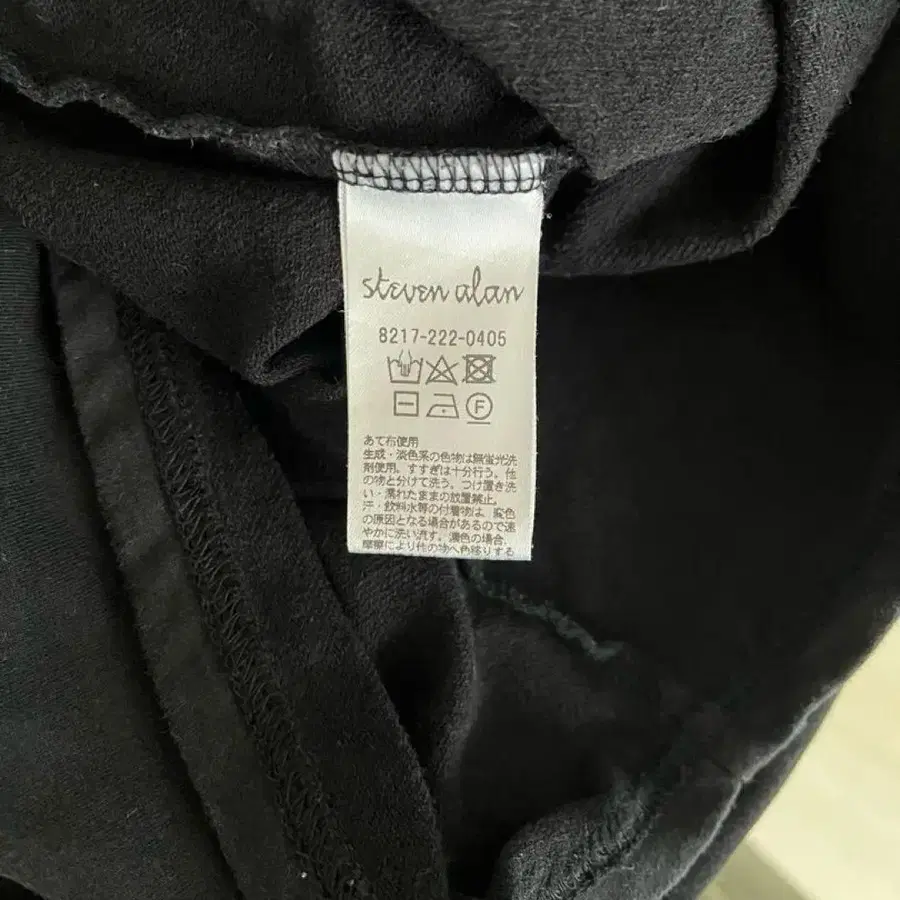 steven alan
8217-222-0405
F
あて布使用
生成・淡色系の色物は無蛍光洗
剤使用。すすぎは十分行う。他
の物と分けて洗う。つけ置き洗
い・濡れたままの放置禁止。
汗・飲料水等の付着物は、変色
の原因となる場合があるので速
やかに洗い流す。濃色の場合、
摩擦により他の物へ色移りする